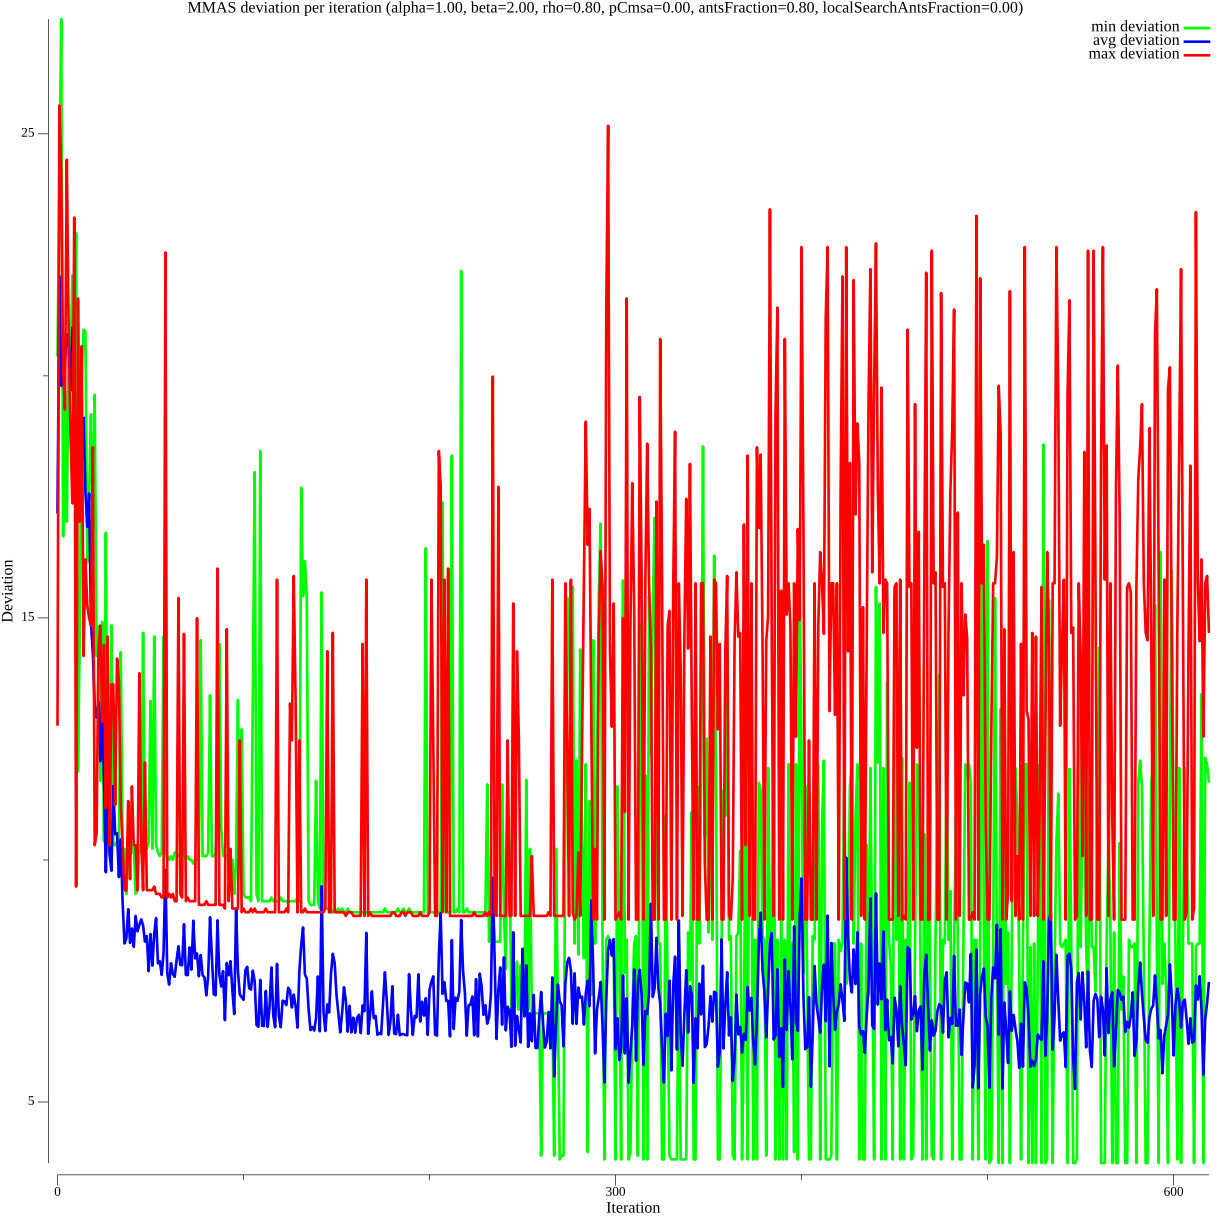 MMAS deviation per iteration (alpha=1.00, beta=2.00, rho=0.80, pCmsa=0.00, antsFraction=0.80, localSearchAntsFraction=0.00)
min deviation
avg deviation
max deviation
25
15
5
Deviation
0
300
600
Iteration